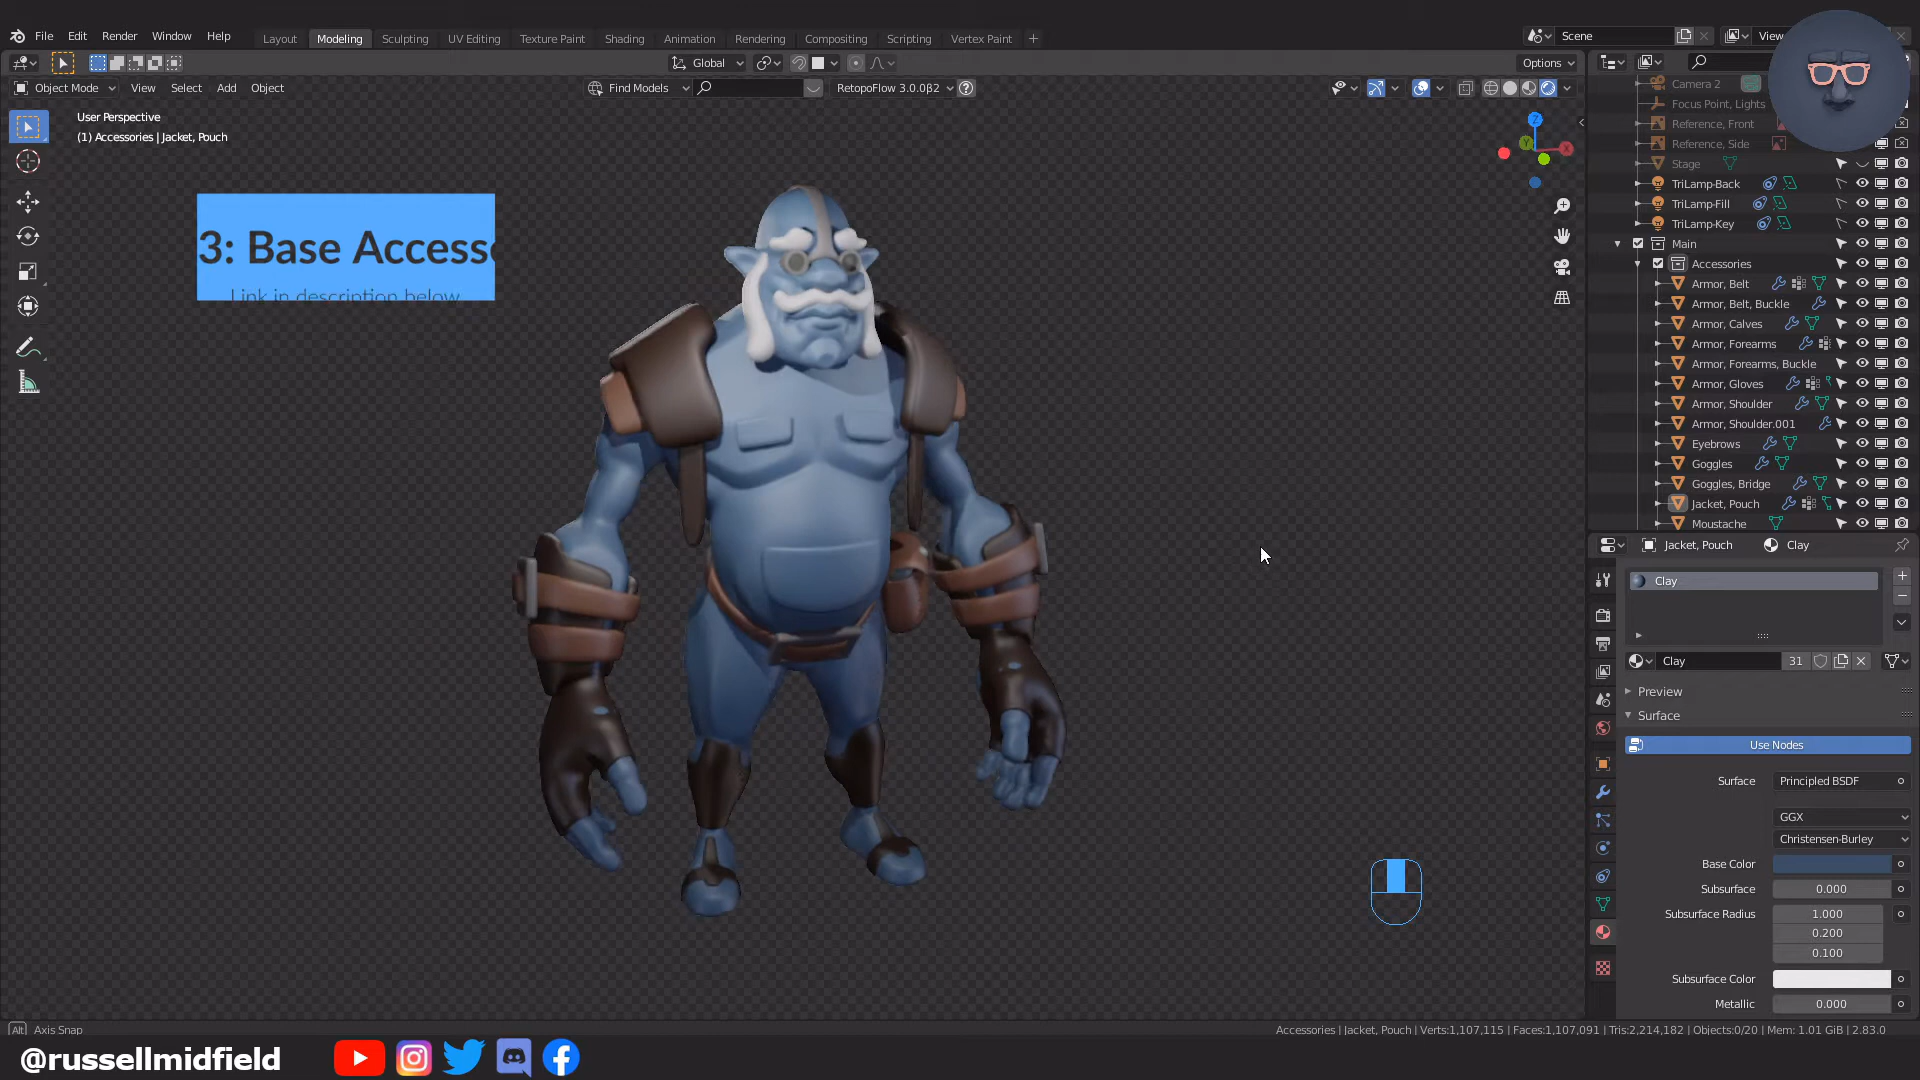 File Edit Render Window Help Layout Modeling Sculpting UV Editing Texture Paint Shading Animation Rendering Compositing Scripting Vertex Paint + Scene View
Global Options
Object Mode View Select Add Object Find Models RetopoFlow 3.0.0β2
User Perspective
(1) Accessories | Jacket, Pouch
3: Base Access
Link in description below
Z
Y
X
Camera 2
Focus Point, Lights
Reference, Front
Reference, Side
Stage
TriLamp-Back
TriLamp-Fill
TriLamp-Key
Main
Accessories
Armor, Belt
Armor, Belt, Buckle
Armor, Calves
Armor, Forearms
Armor, Forearms, Buckle
Armor, Gloves
Armor, Shoulder
Armor, Shoulder.001
Eyebrows
Goggles
Goggles, Bridge
Jacket, Pouch
Moustache
Jacket, Pouch Clay
Clay
Clay 31
Preview
Surface
Use Nodes
Surface Principled BSDF
GGX
Christensen-Burley
Base Color
Subsurface 0.000
Subsurface Radius 1.000
0.200
0.100
Subsurface Color
Metallic 0.000
Alt Axis Snap
Accessories | Jacket, Pouch | Verts:1,107,115 | Faces:1,107,091 | Tris:2,214,182 | Objects:0/20 | Mem: 1.01 GiB | 2.83.0
@russellmidfield